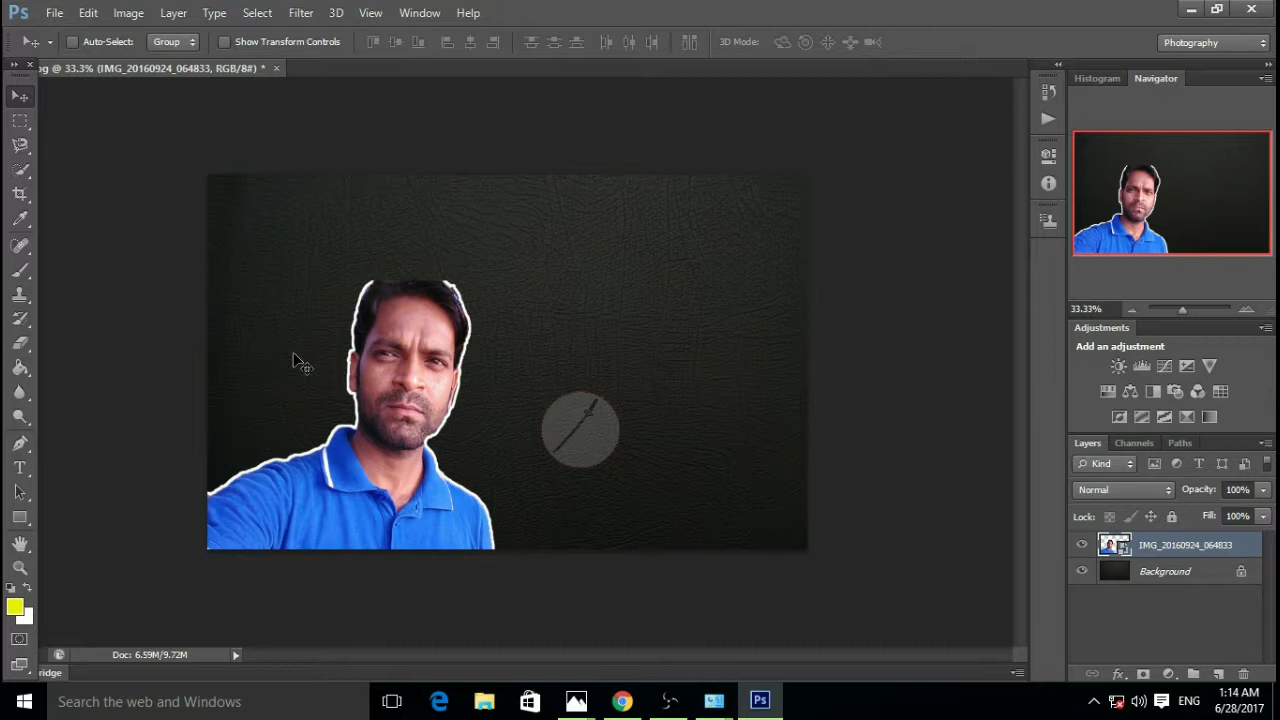 Ps File Edit Image Layer Type Select Filter 3D View Window Help
Auto-Select: Group Show Transform Controls 3D Mode: Photography
pg @ 33.3% (IMG_20160924_064833, RGB/8#) * ×
Histogram Navigator
33.33%
Adjustments
Add an adjustment
Layers Channels Paths
Kind
Normal Opacity: 100%
Lock: Fill: 100%
IMG_20160924_064833
Background
T
Doc: 6.59M/9.72M
ridge
Search the web and Windows
Ps
ENG
1:14 AM
6/28/2017